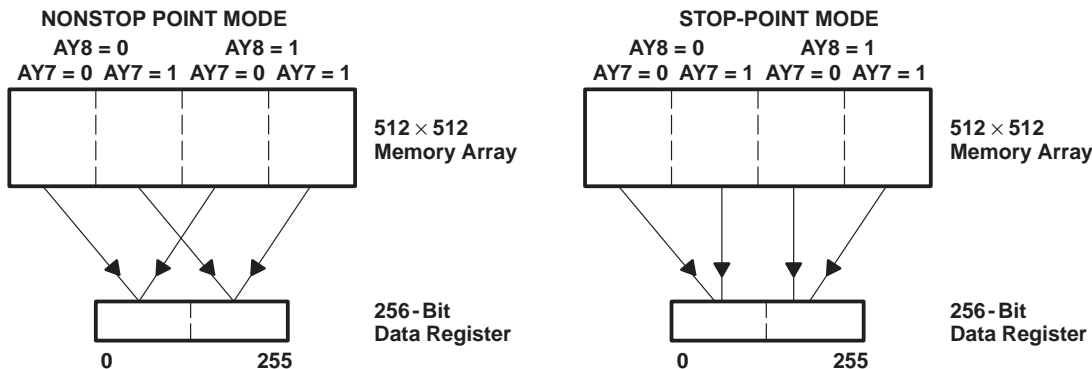 NONSTOP POINT MODE
AY8 = 0 AY8 = 1
AY7 = 0 AY7 = 1 AY7 = 0 AY7 = 1
512 × 512
Memory Array
256-Bit
Data Register
0 255
STOP-POINT MODE
AY8 = 0 AY8 = 1
AY7 = 0 AY7 = 1 AY7 = 0 AY7 = 1
512 × 512
Memory Array
256-Bit
Data Register
0 255